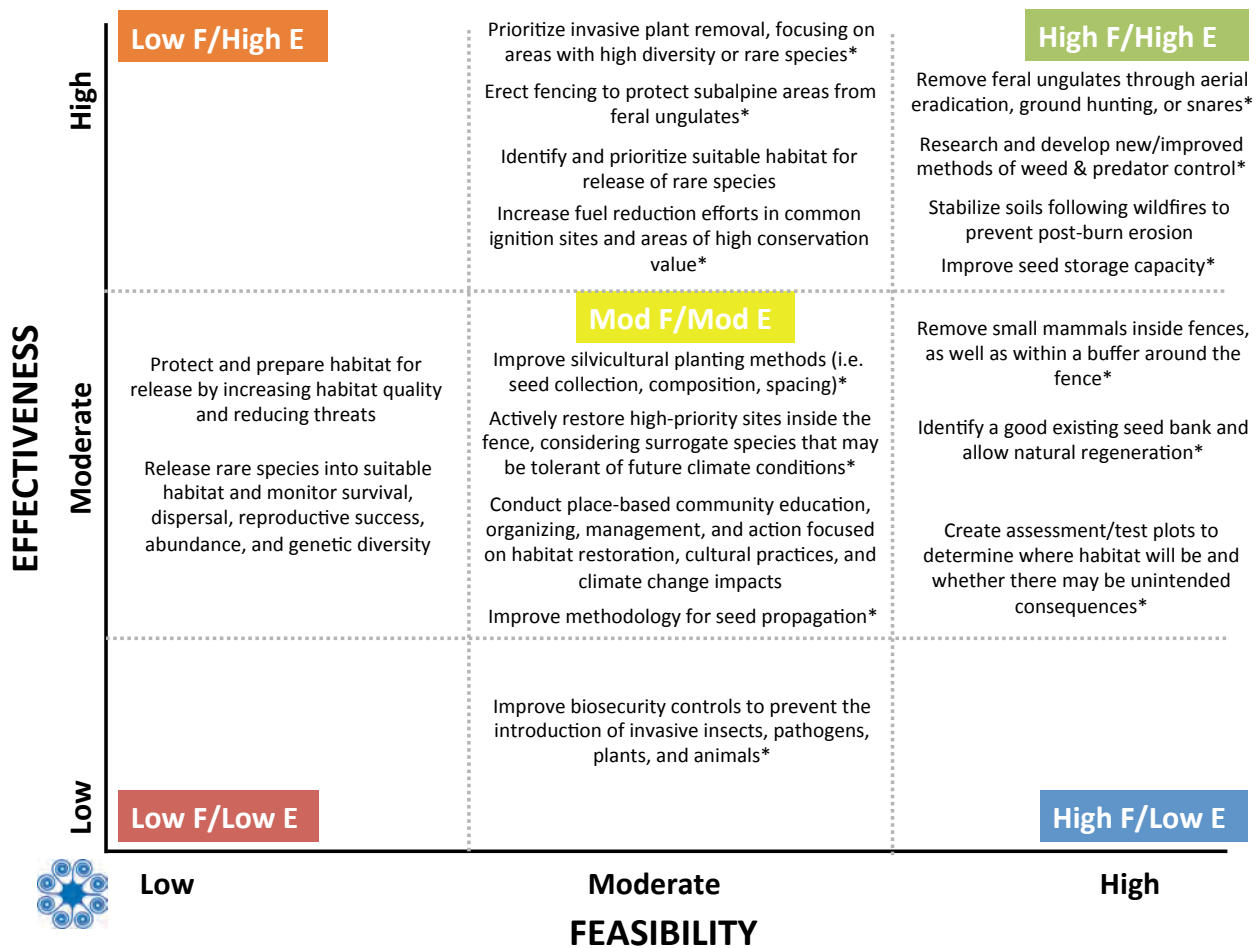 Low F/High E
Prioritize invasive plant removal, focusing on
areas with high diversity or rare species*
Erect fencing to protect subalpine areas from
feral ungulates*
Identify and prioritize suitable habitat for
release of rare species
Increase fuel reduction efforts in common
ignition sites and areas of high conservation
value*
High F/High E
Remove feral ungulates through aerial
eradication, ground hunting, or snares*
Research and develop new/improved
methods of weed & predator control*
Stabilize soils following wildfires to
prevent post-burn erosion
Improve seed storage capacity*
High
EFFECTIVENESS
Moderate
Protect and prepare habitat for
release by increasing habitat quality
and reducing threats
Release rare species into suitable
habitat and monitor survival,
dispersal, reproductive success,
abundance, and genetic diversity
Mod F/Mod E
Improve silvicultural planting methods (i.e.
seed collection, composition, spacing)*
Actively restore high-priority sites inside the
fence, considering surrogate species that may
be tolerant of future climate conditions*
Conduct place-based community education,
organizing, management, and action focused
on habitat restoration, cultural practices, and
climate change impacts
Improve methodology for seed propagation*
Remove small mammals inside fences,
as well as within a buffer around the
fence*
Identify a good existing seed bank and
allow natural regeneration*
Create assessment/test plots to
determine where habitat will be and
whether there may be unintended
consequences*
Improve biosecurity controls to prevent the
introduction of invasive insects, pathogens,
plants, and animals*
Low
Low F/Low E
High F/Low E
Low
Moderate
High
FEASIBILITY